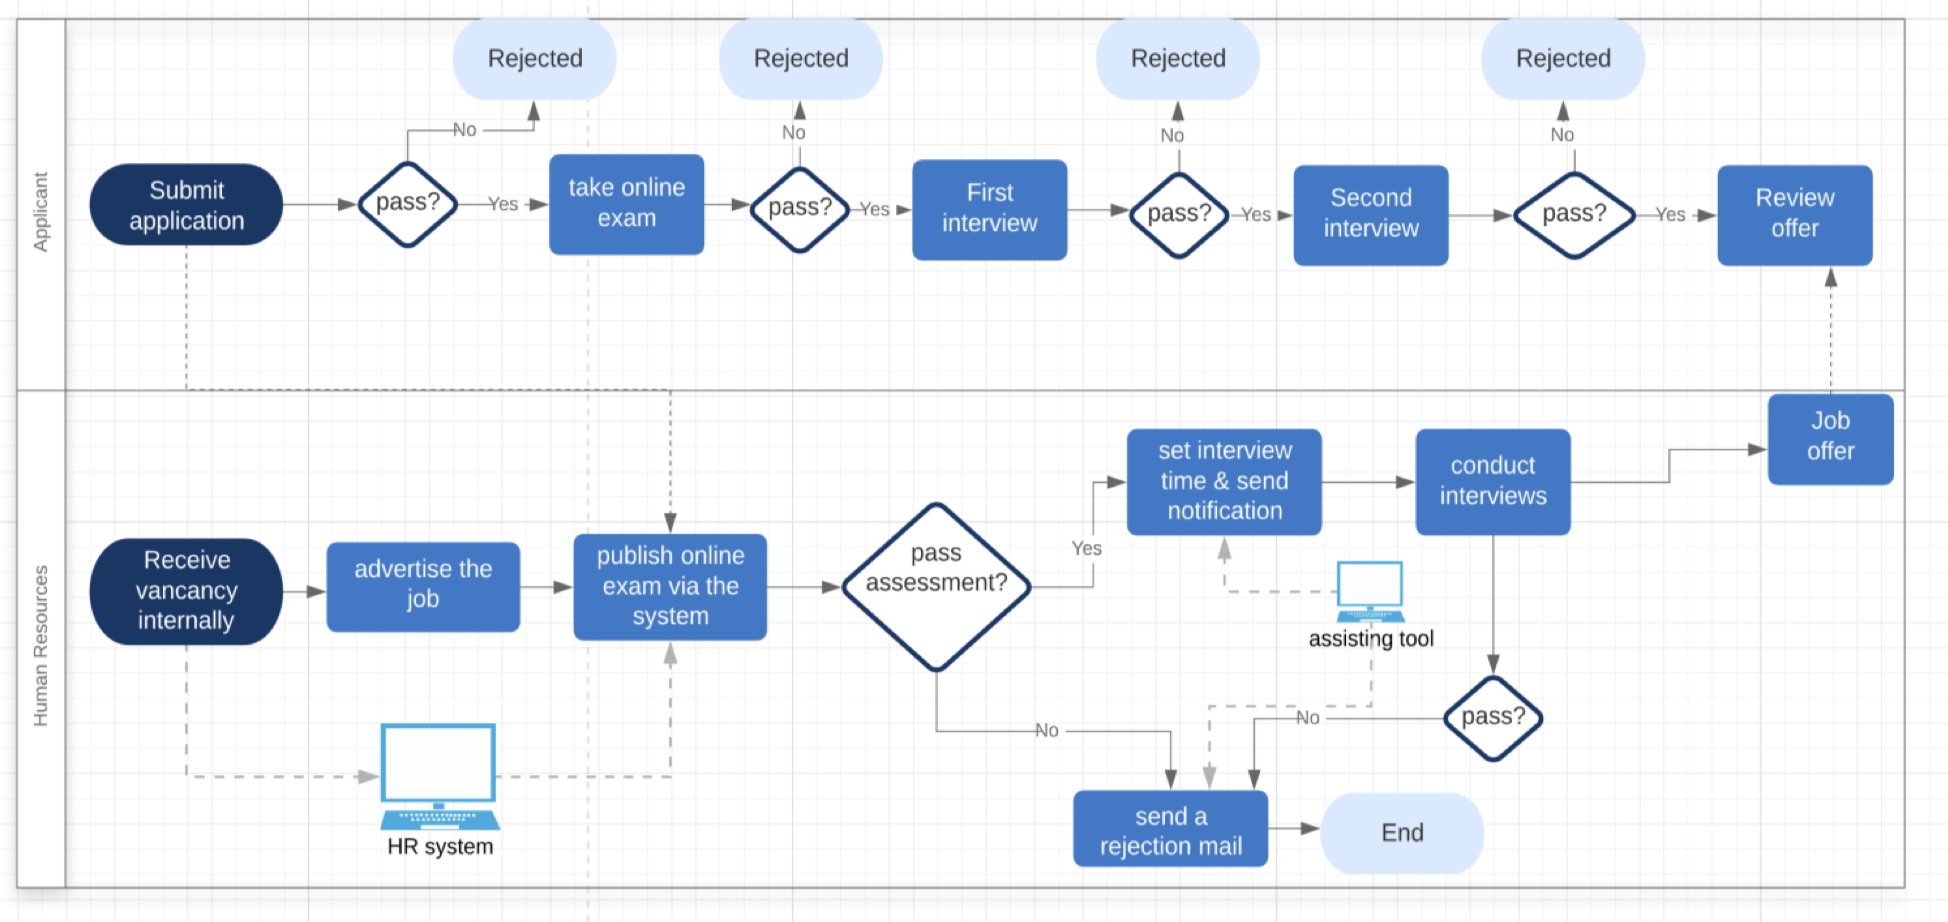 Applicant
Rejected
Rejected
Rejected
Rejected
No
No
No
No
Submit
application
pass?
Yes
take online
exam
pass?
Yes
First
interview
pass?
Yes
Second
interview
pass?
Yes
Review
offer
Human Resources
Receive
vancancy
internally
advertise the
job
publish online
exam via the
system
pass
assessment?
Yes
set interview
time & send
notification
conduct
interviews
Job
offer
assisting tool
pass?
No
No
HR system
send a
rejection mail
End